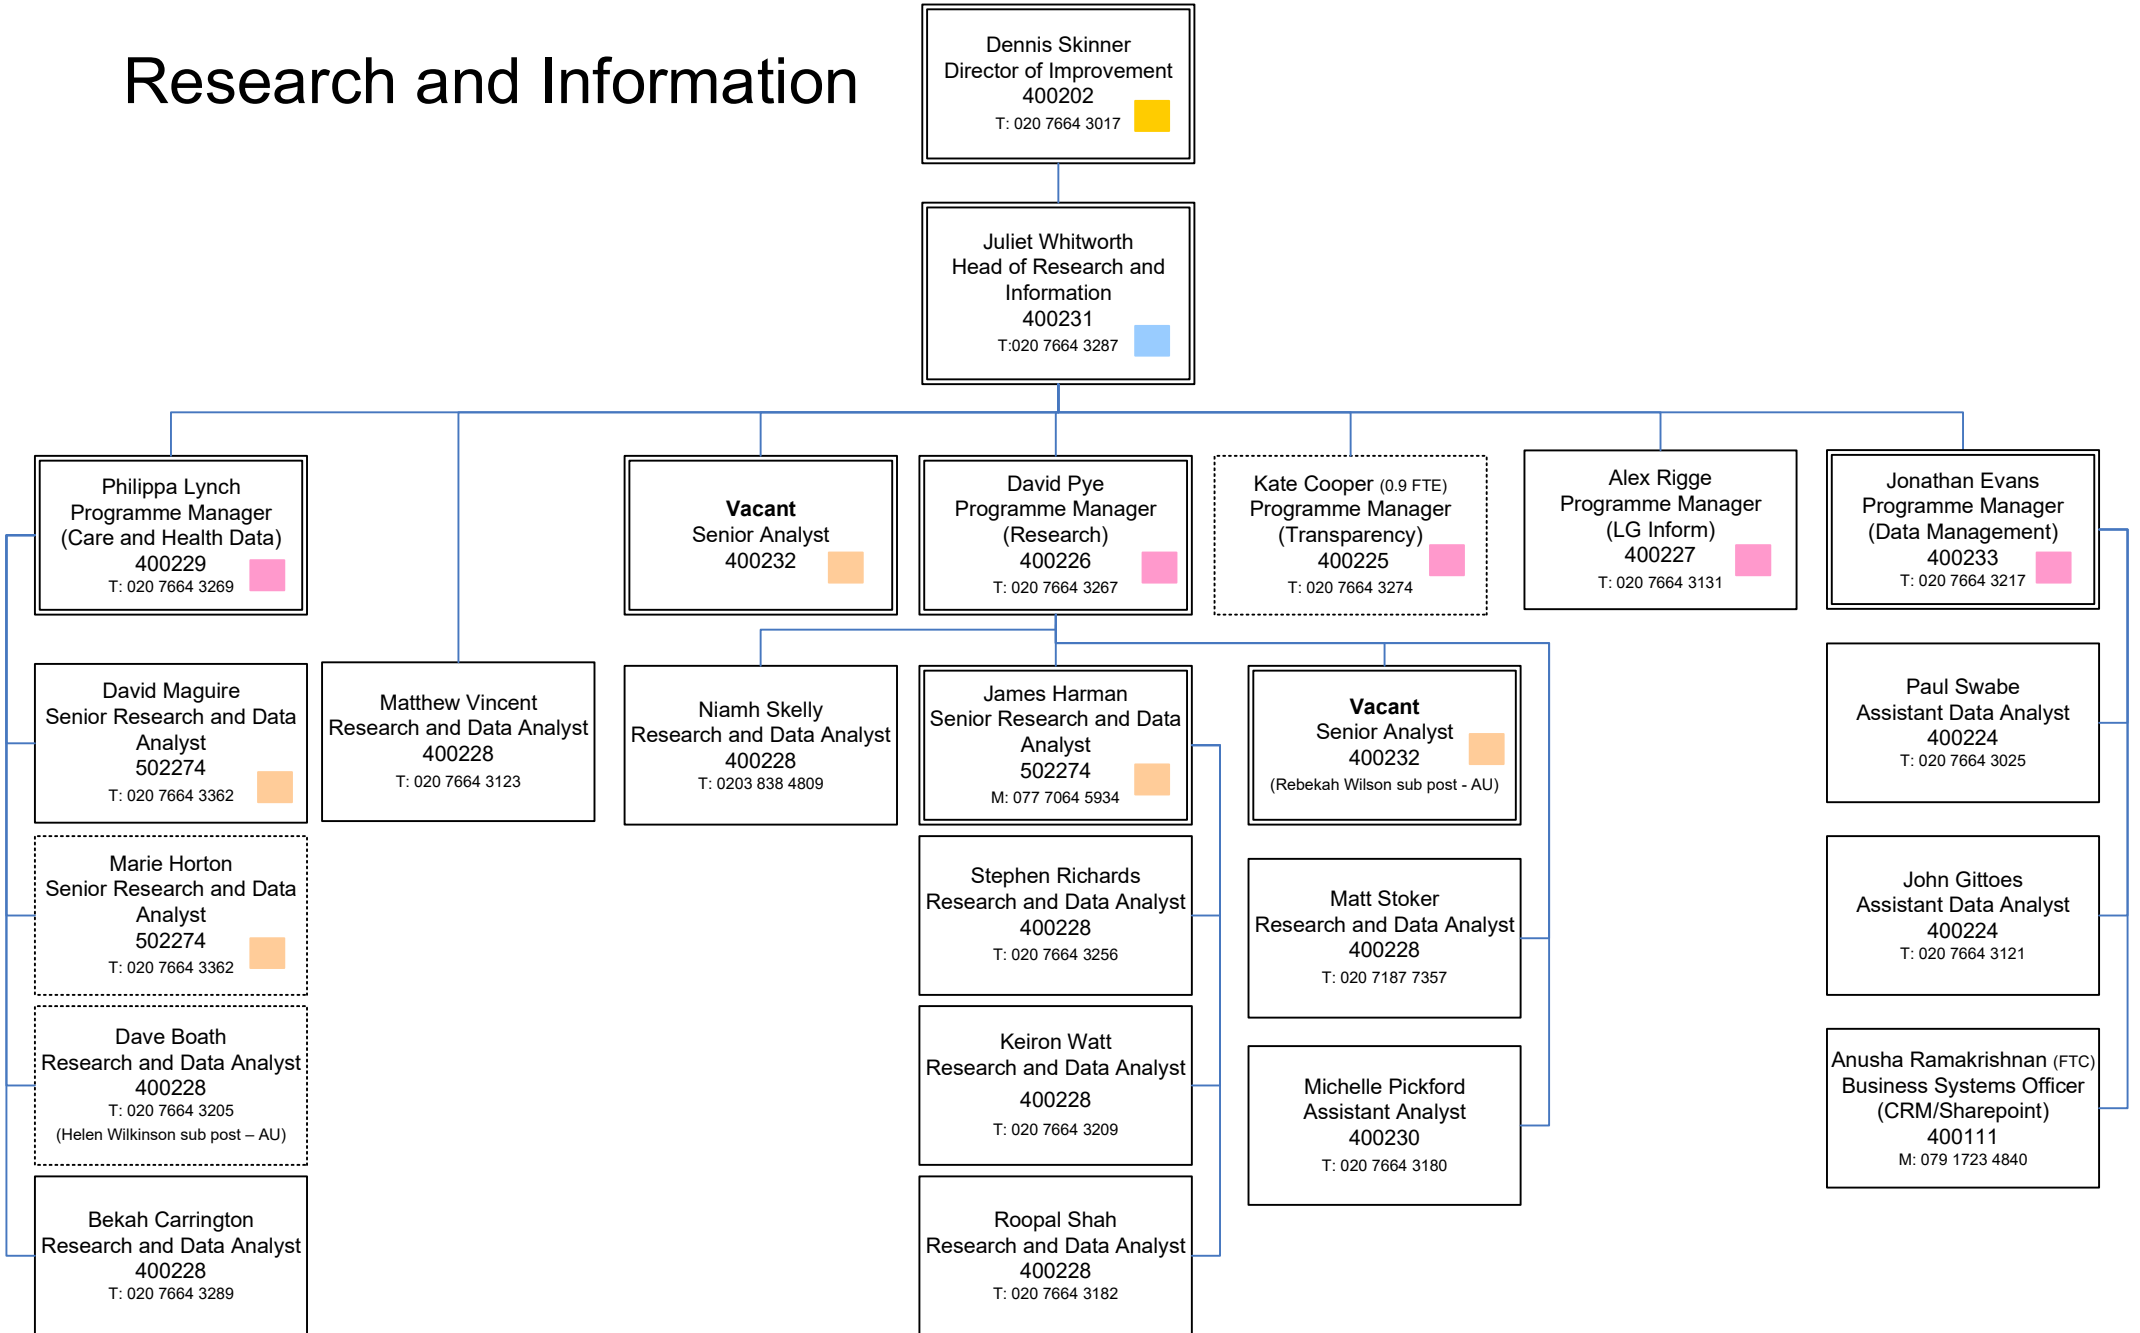 Research and Information
Dennis Skinner
Director of Improvement
400202
T: 020 7664 3017
Juliet Whitworth
Head of Research and
Information
400231
T:020 7664 3287
Philippa Lynch
Programme Manager
(Care and Health Data)
400229
T: 020 7664 3269
Vacant
Senior Analyst
400232
David Pye
Programme Manager
(Research)
400226
T: 020 7664 3267
Kate Cooper (0.9 FTE)
Programme Manager
(Transparency)
400225
T: 020 7664 3274
Alex Rigge
Programme Manager
(LG Inform)
400227
T: 020 7664 3131
Jonathan Evans
Programme Manager
(Data Management)
400233
T: 020 7664 3217
David Maguire
Senior Research and Data
Analyst
502274
T: 020 7664 3362
Matthew Vincent
Research and Data Analyst
400228
T: 020 7664 3123
Niamh Skelly
Research and Data Analyst
400228
T: 0203 838 4809
James Harman
Senior Research and Data
Analyst
502274
M: 077 7064 5934
Vacant
Senior Analyst
400232
(Rebekah Wilson sub post - AU)
Paul Swabe
Assistant Data Analyst
400224
T: 020 7664 3025
Marie Horton
Senior Research and Data
Analyst
502274
T: 020 7664 3362
Stephen Richards
Research and Data Analyst
400228
T: 020 7664 3256
Matt Stoker
Research and Data Analyst
400228
T: 020 7187 7357
John Gittoes
Assistant Data Analyst
400224
T: 020 7664 3121
Dave Boath
Research and Data Analyst
400228
T: 020 7664 3205
(Helen Wilkinson sub post – AU)
Keiron Watt
Research and Data Analyst
400228
T: 020 7664 3209
Michelle Pickford
Assistant Analyst
400230
T: 020 7664 3180
Anusha Ramakrishnan (FTC)
Business Systems Officer
(CRM/Sharepoint)
400111
M: 079 1723 4840
Bekah Carrington
Research and Data Analyst
400228
T: 020 7664 3289
Roopal Shah
Research and Data Analyst
400228
T: 020 7664 3182